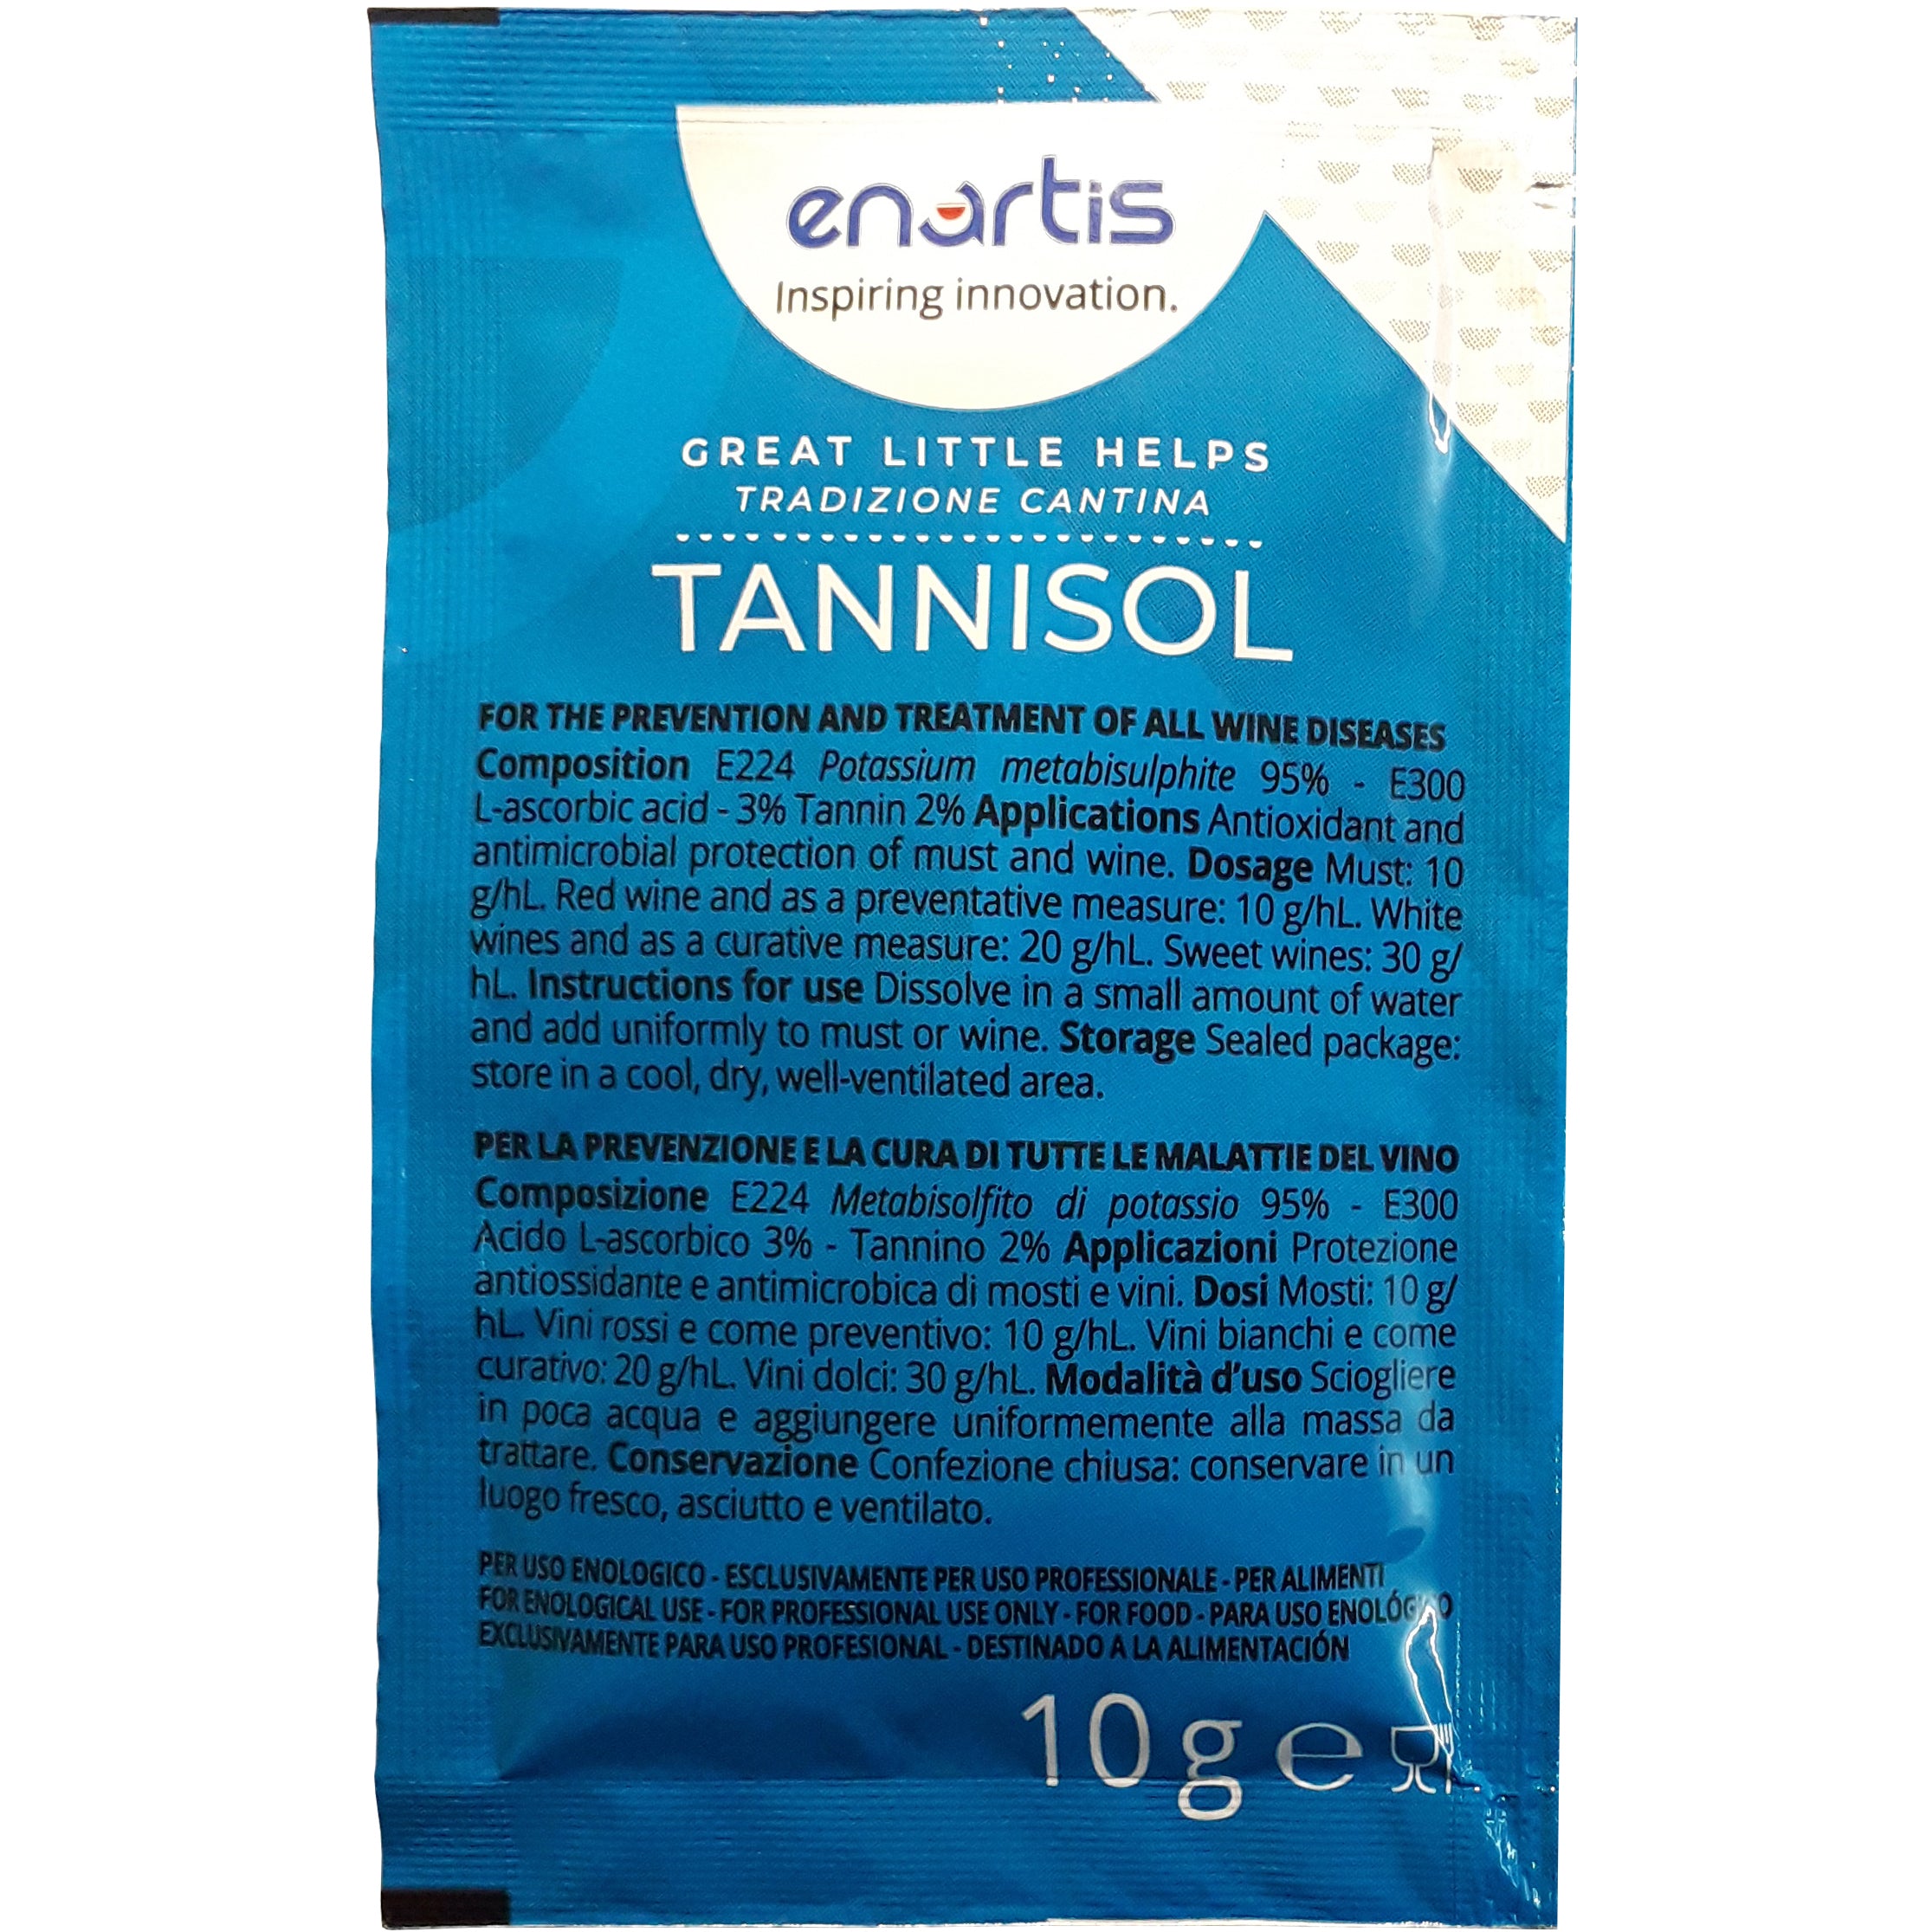 enartis
Inspiring innovation.
GREAT LITTLE HELPS
TRADIZIONE CANTINA
TANNISOL
FOR THE PREVENTION AND TREATMENT OF ALL WINE DISEASES
Composition E224 Potassium metabisulphite 95% - E300
L-ascorbic acid - 3% Tannin 2% Applications Antioxidant and
antimicrobial protection of must and wine. Dosage Must: 10
g/hL. Red wine and as a preventative measure: 10 g/hL. White
wines and as a curative measure: 20 g/hL. Sweet wines: 30 g/
hL. Instructions for use Dissolve in a small amount of water
and add uniformly to must or wine. Storage Sealed package:
store in a cool, dry, well-ventilated area.
PER LA PREVENZIONE E LA CURA DI TUTTE LE MALATTIE DEL VINO
Composizione E224 Metabisolfito di potassio 95% - E300
Acido L-ascorbico 3% - Tannino 2% Applicazioni Protezione
antiossidante e antimicrobica di mosti e vini. Dosi Mosti: 10 g/
hL. Vini rossi e come preventivo: 10 g/hL. Vini bianchi e come
curativo: 20 g/hL. Vini dolci: 30 g/hL. Modalità d'uso Sciogliere
in poca acqua e aggiungere uniformemente alla massa da
trattare. Conservazione Confezione chiusa: conservare in un
luogo fresco, asciutto e ventilato.
PER USO ENOLOGICO - ESCLUSIVAMENTE PER USO PROFESSIONALE - PER ALIMENTI
FOR ENOLOGICAL USE - FOR PROFESSIONAL USE ONLY - FOR FOOD - PARA USO ENOLÓGICO
EXCLUSIVAMENTE PARA USO PROFESIONAL - DESTINADO A LA ALIMENTACIÓN
10 g e